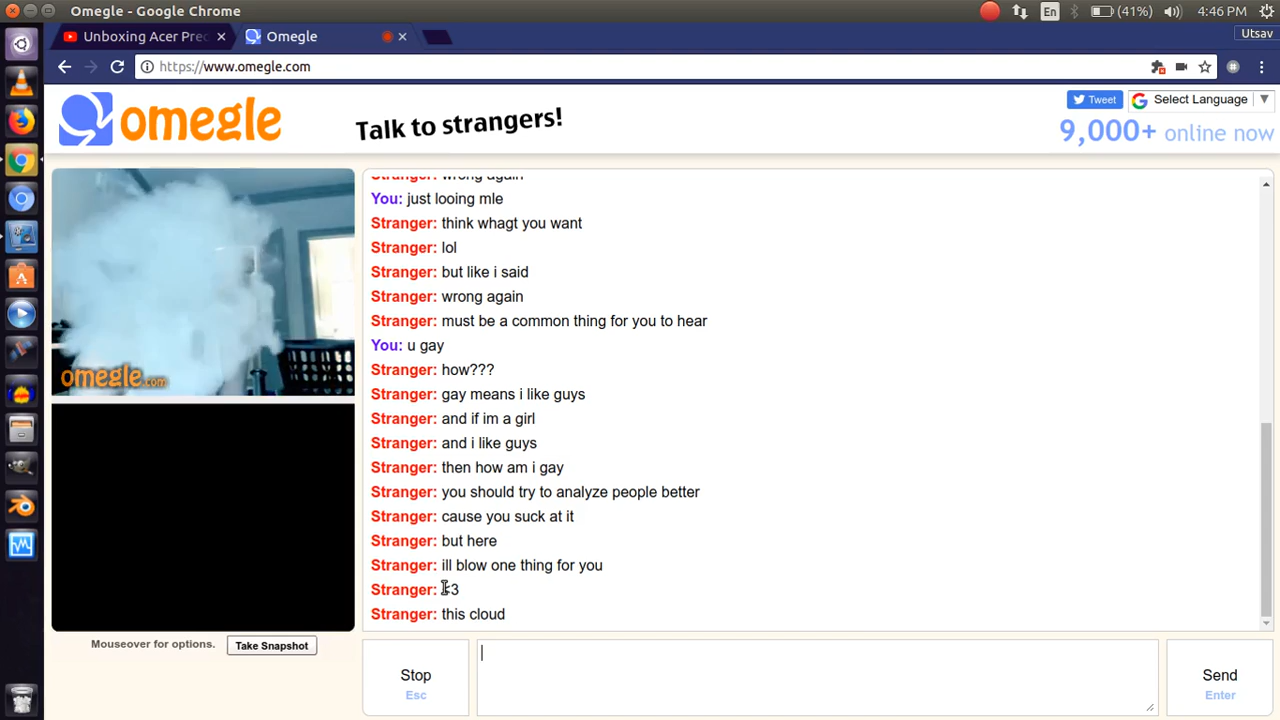 Omegle - Google Chrome
En
(41%)
4:46 PM
Unboxing Acer Prec
Omegle
Utsav
https://www.omegle.com
omegle
Talk to strangers!
Tweet
Select Language
9,000+ online now
omegle.com
Stranger: wrong again
You: just looing mle
Stranger: think whagt you want
Stranger: lol
Stranger: but like i said
Stranger: wrong again
Stranger: must be a common thing for you to hear
You: u gay
Stranger: how???
Stranger: gay means i like guys
Stranger: and if im a girl
Stranger: and i like guys
Stranger: then how am i gay
Stranger: you should try to analyze people better
Stranger: cause you suck at it
Stranger: but here
Stranger: ill blow one thing for you
Stranger: <3
Stranger: this cloud
Mouseover for options.
Take Snapshot
Stop
Esc
Send
Enter